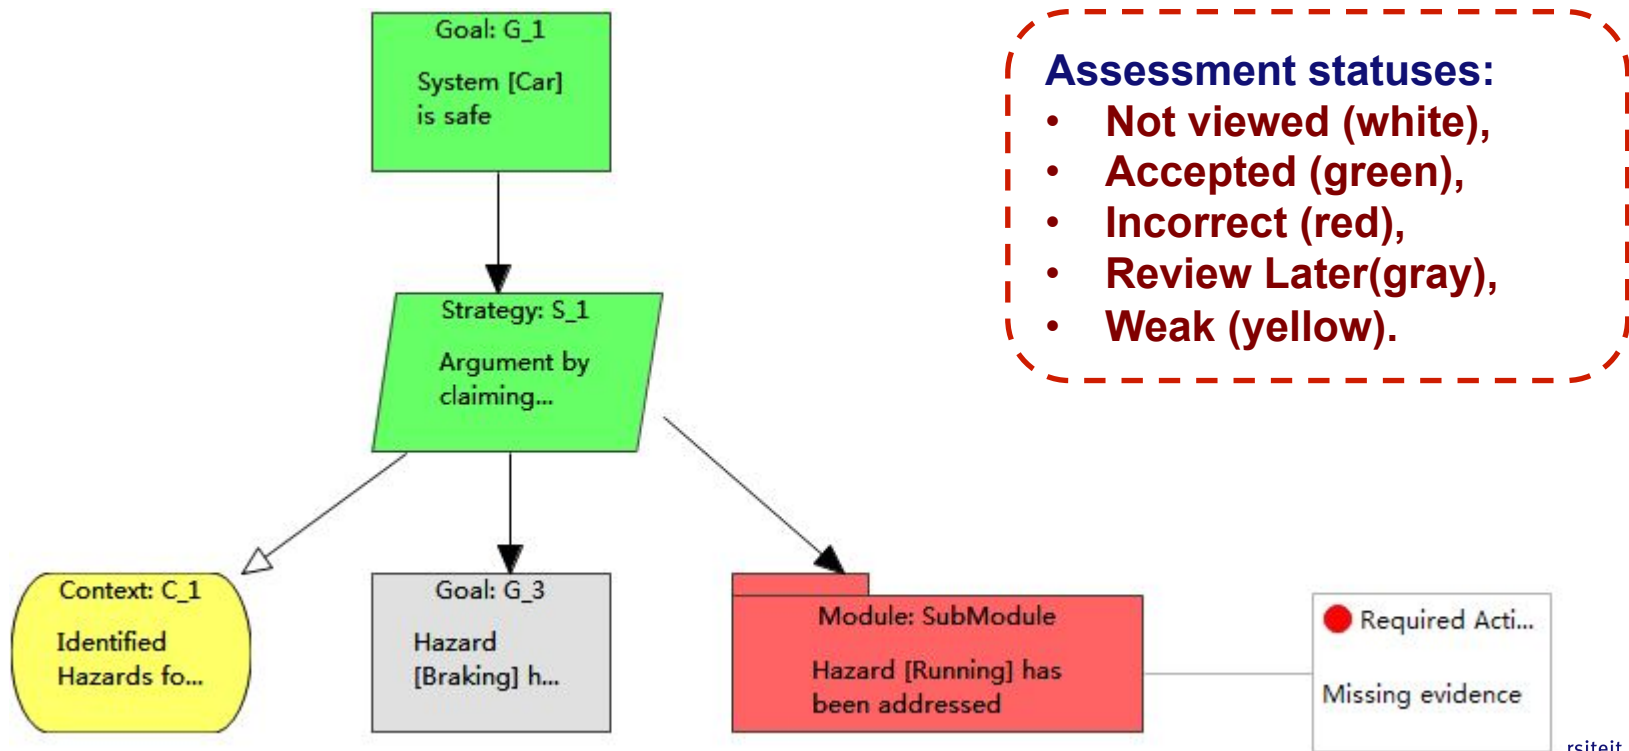 Goal: G_1
System [Car]
is safe
Assessment statuses:
• Not viewed (white),
• Accepted (green),
• Incorrect (red),
• Review Later(gray),
• Weak (yellow).
Strategy: S_1
Argument by
claiming...
Context: C_1
Identified
Hazards fo...
Goal: G_3
Hazard
[Braking] h...
Module: SubModule
Hazard [Running] has
been addressed
Required Acti...
Missing evidence
rsiteit